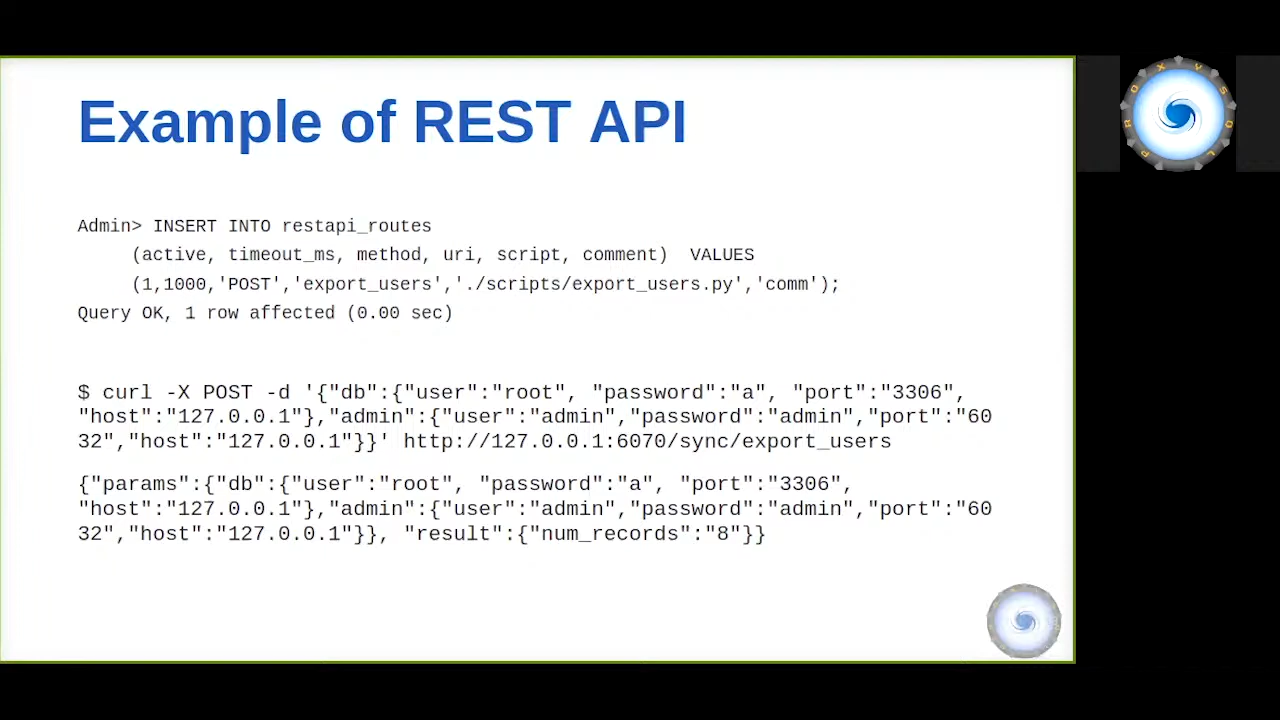 Example of REST API
Admin> INSERT INTO restapi_routes
(active, timeout_ms, method, uri, script, comment)  VALUES
(1,1000,'POST','export_users','./scripts/export_users.py','comm');
Query OK, 1 row affected (0.00 sec)
$ curl -X POST -d '{"db":{"user":"root", "password":"a", "port":"3306",
"host":"127.0.0.1"},"admin":{"user":"admin","password":"admin","port":"60
32","host":"127.0.0.1"}}' http://127.0.0.1:6070/sync/export_users
{"params":{"db":{"user":"root", "password":"a", "port":"3306",
"host":"127.0.0.1"},"admin":{"user":"admin","password":"admin","port":"60
32","host":"127.0.0.1"}}, "result":{"num_records":"8"}}
PROXYSQL